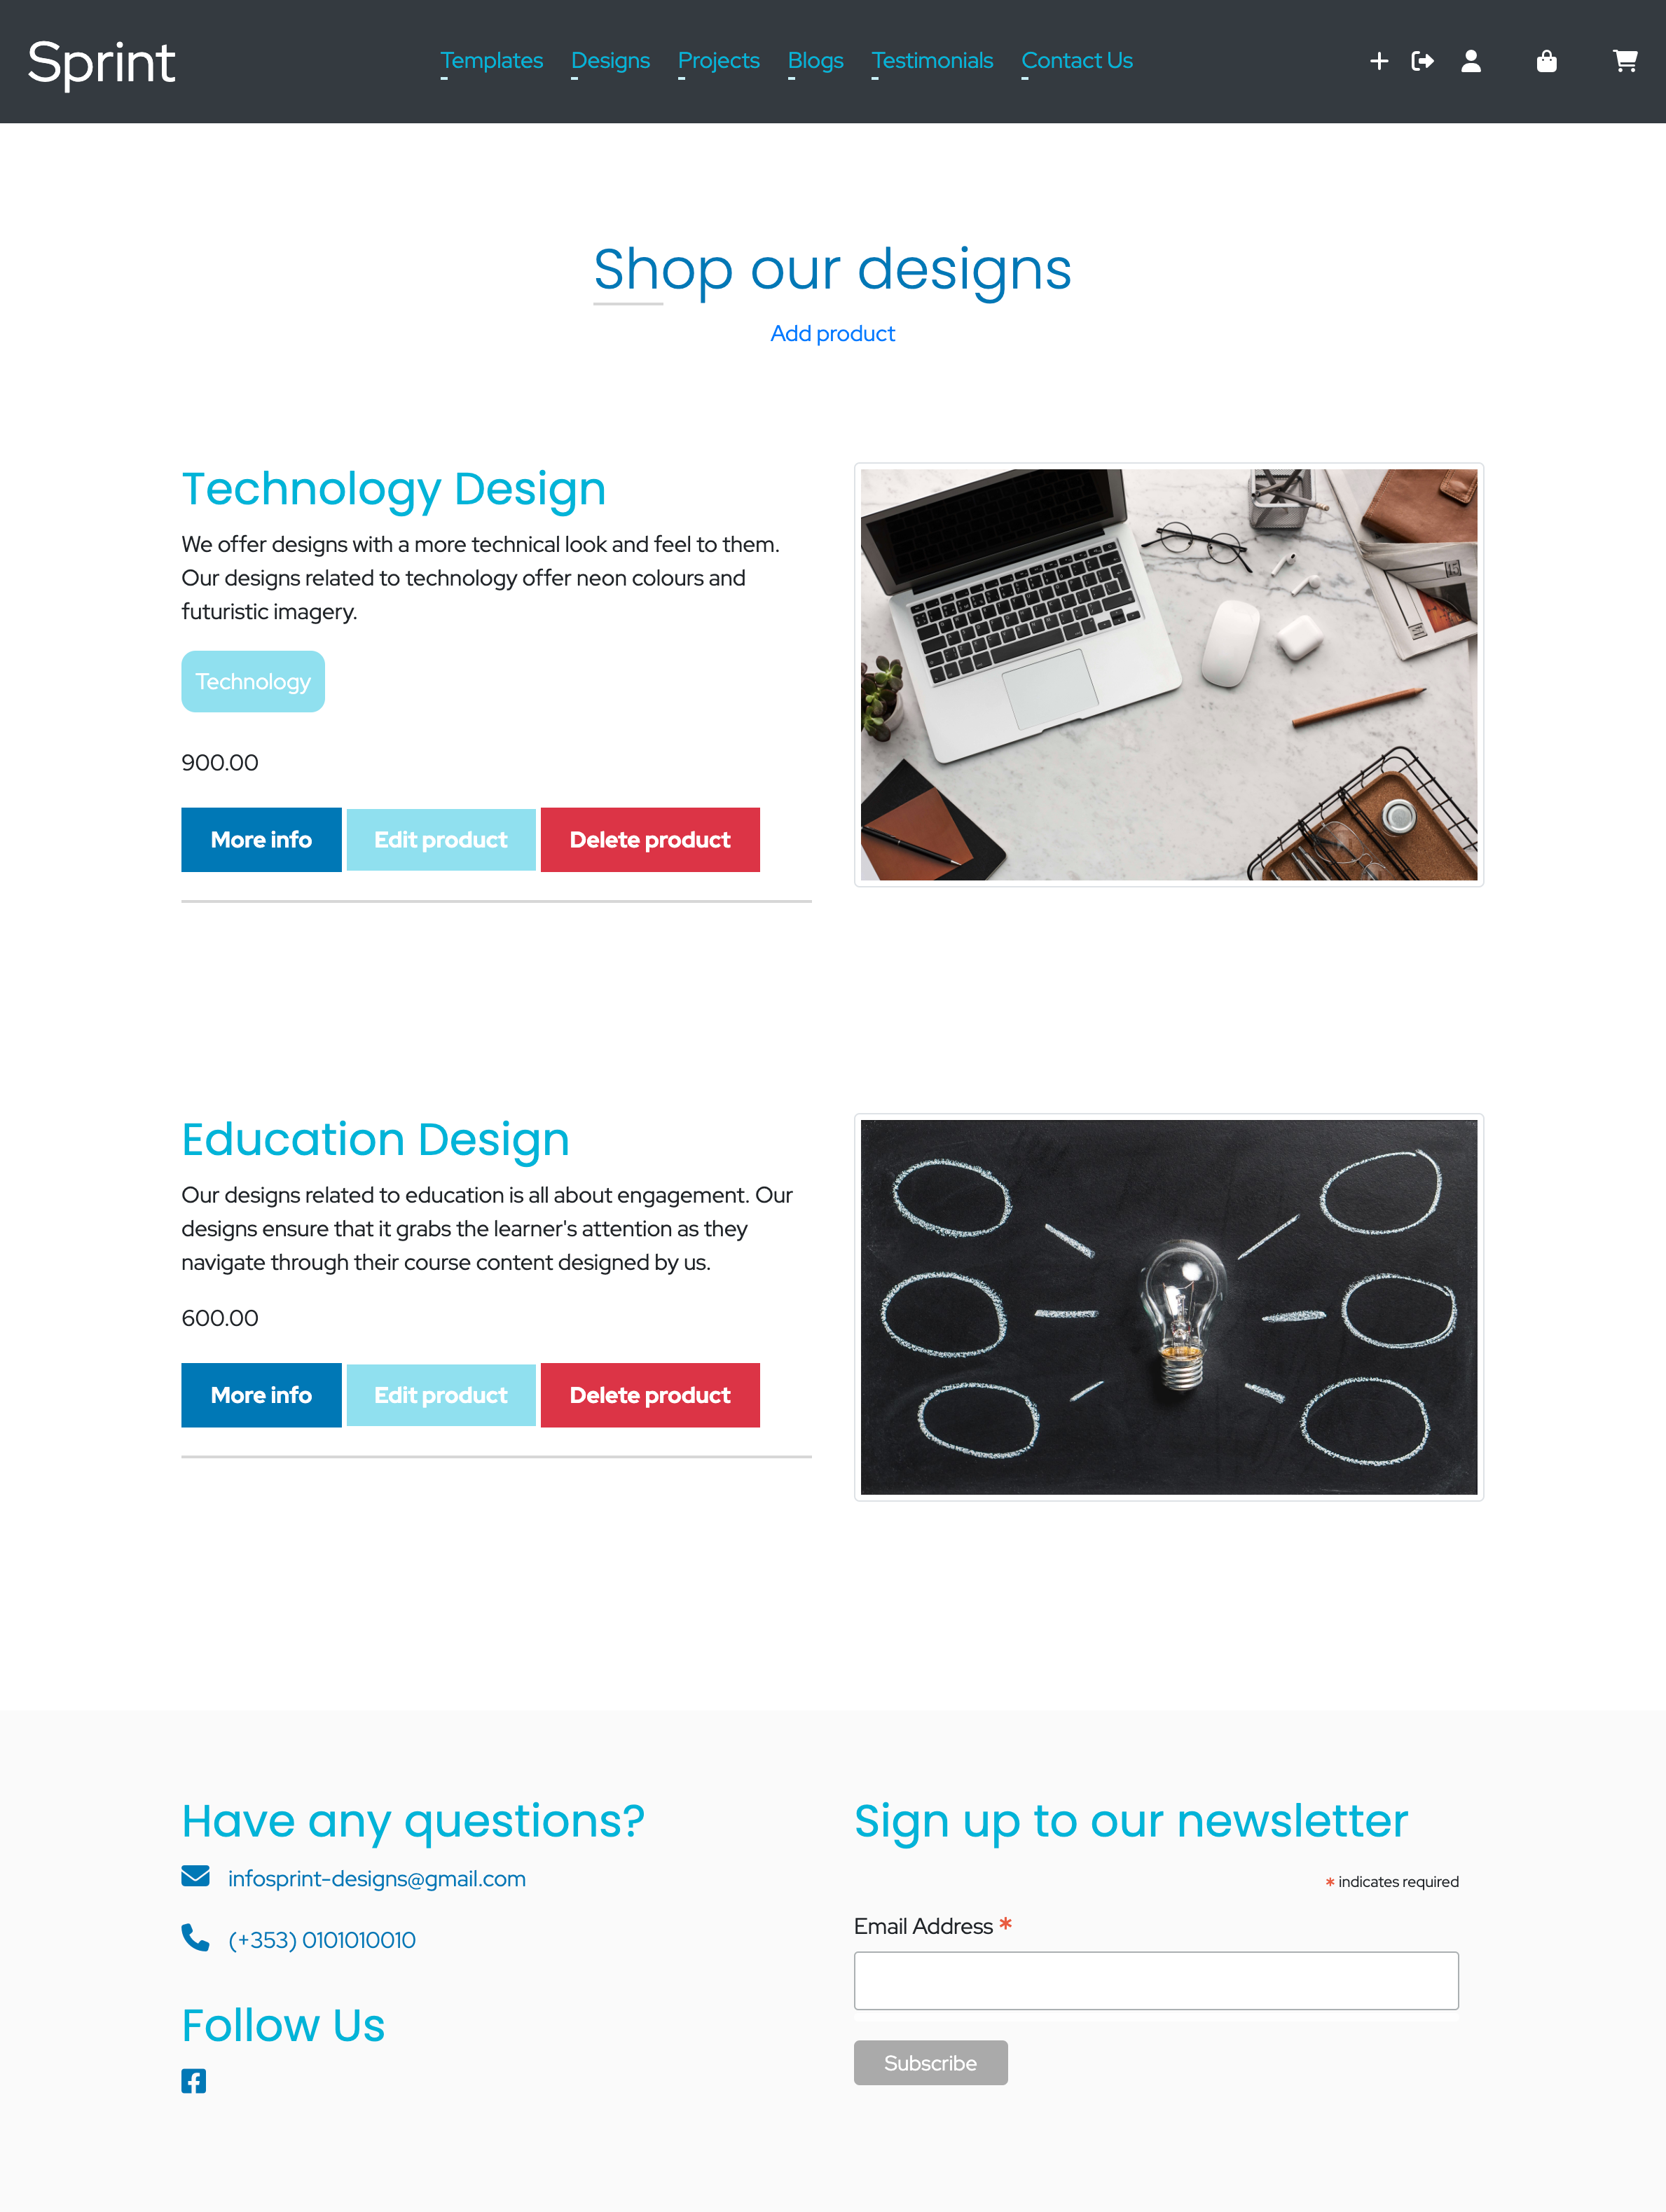 Sprint
Templates Designs Projects Blogs Testimonials Contact Us
Shop our designs
Add product
Technology Design
We offer designs with a more technical look and feel to them.
Our designs related to technology offer neon colours and
futuristic imagery.
Technology
900.00
More info Edit product Delete product
Education Design
Our designs related to education is all about engagement. Our
designs ensure that it grabs the learner's attention as they
navigate through their course content designed by us.
600.00
More info Edit product Delete product
Have any questions?
infosprint-designs@gmail.com
(+353) 0101010010
Follow Us
Sign up to our newsletter
* indicates required
Email Address *
Subscribe